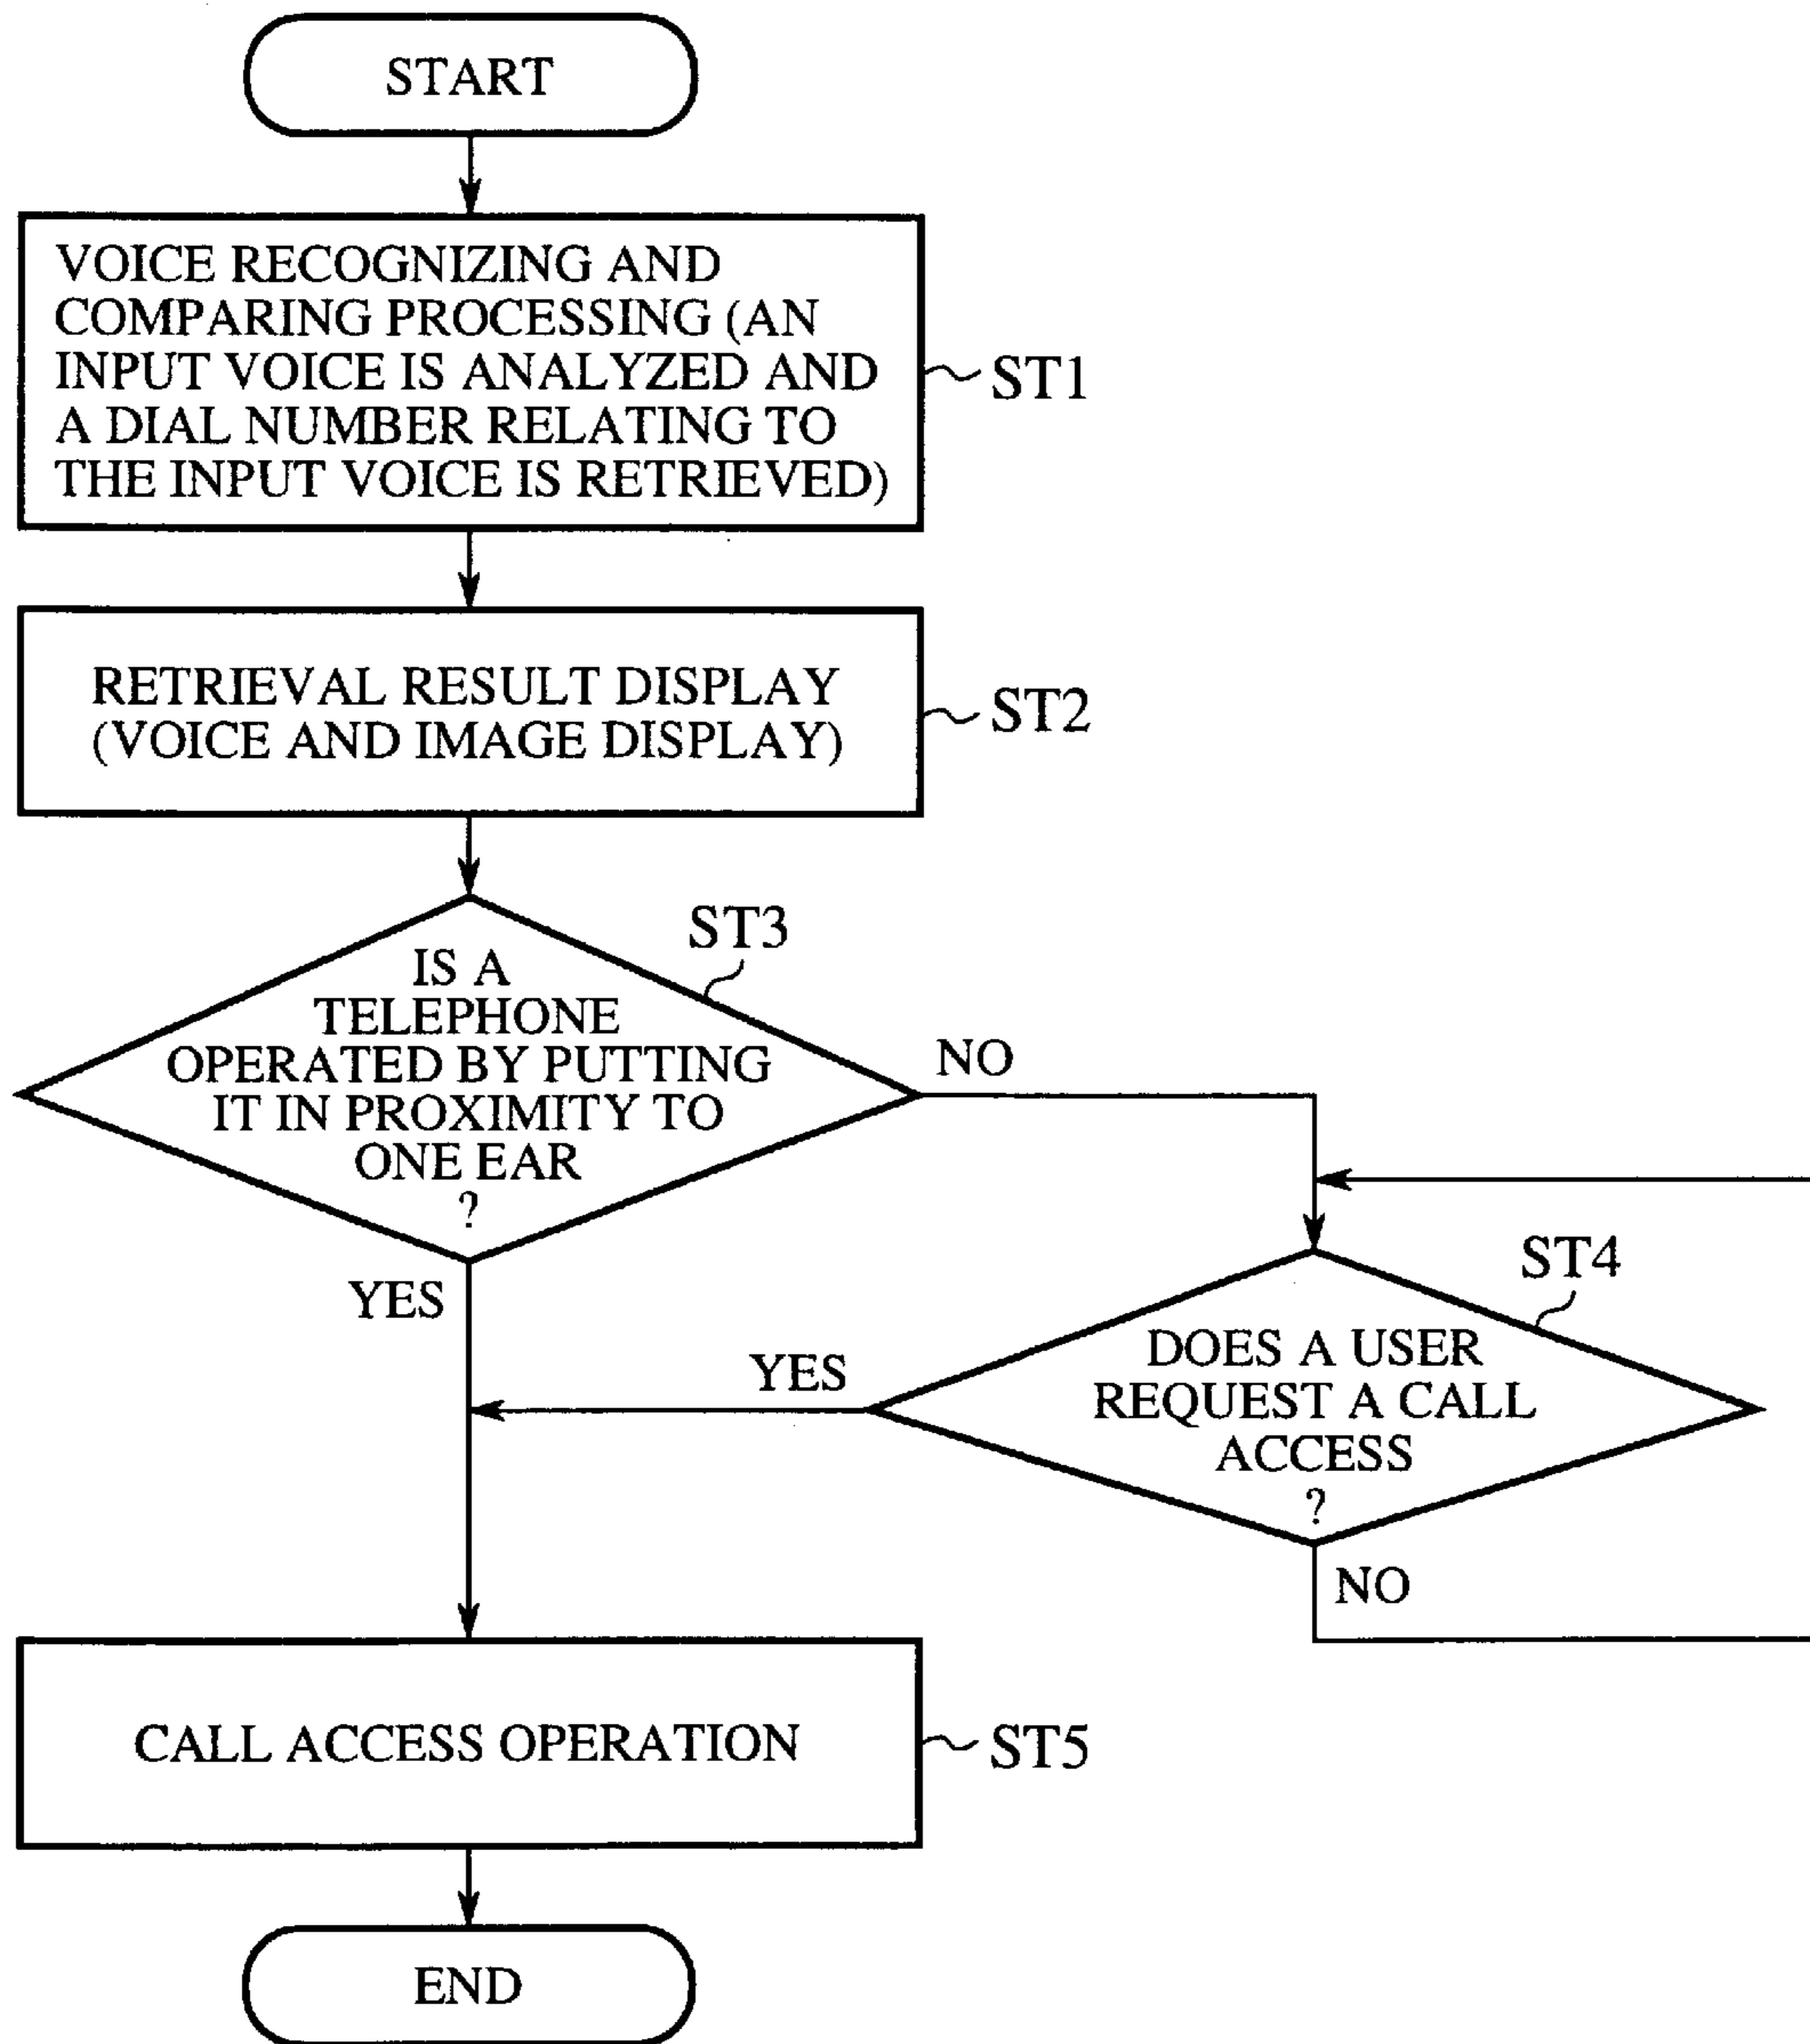 START
VOICE RECOGNIZING AND
COMPARING PROCESSING (AN
INPUT VOICE IS ANALYZED AND
A DIAL NUMBER RELATING TO
THE INPUT VOICE IS RETRIEVED)
ST1
RETRIEVAL RESULT DISPLAY
(VOICE AND IMAGE DISPLAY)
ST2
ST3
IS A
TELEPHONE
OPERATED BY PUTTING
IT IN PROXIMITY TO
ONE EAR
?
NO
YES
ST4
DOES A USER
REQUEST A CALL
ACCESS
?
YES
NO
CALL ACCESS OPERATION
ST5
END